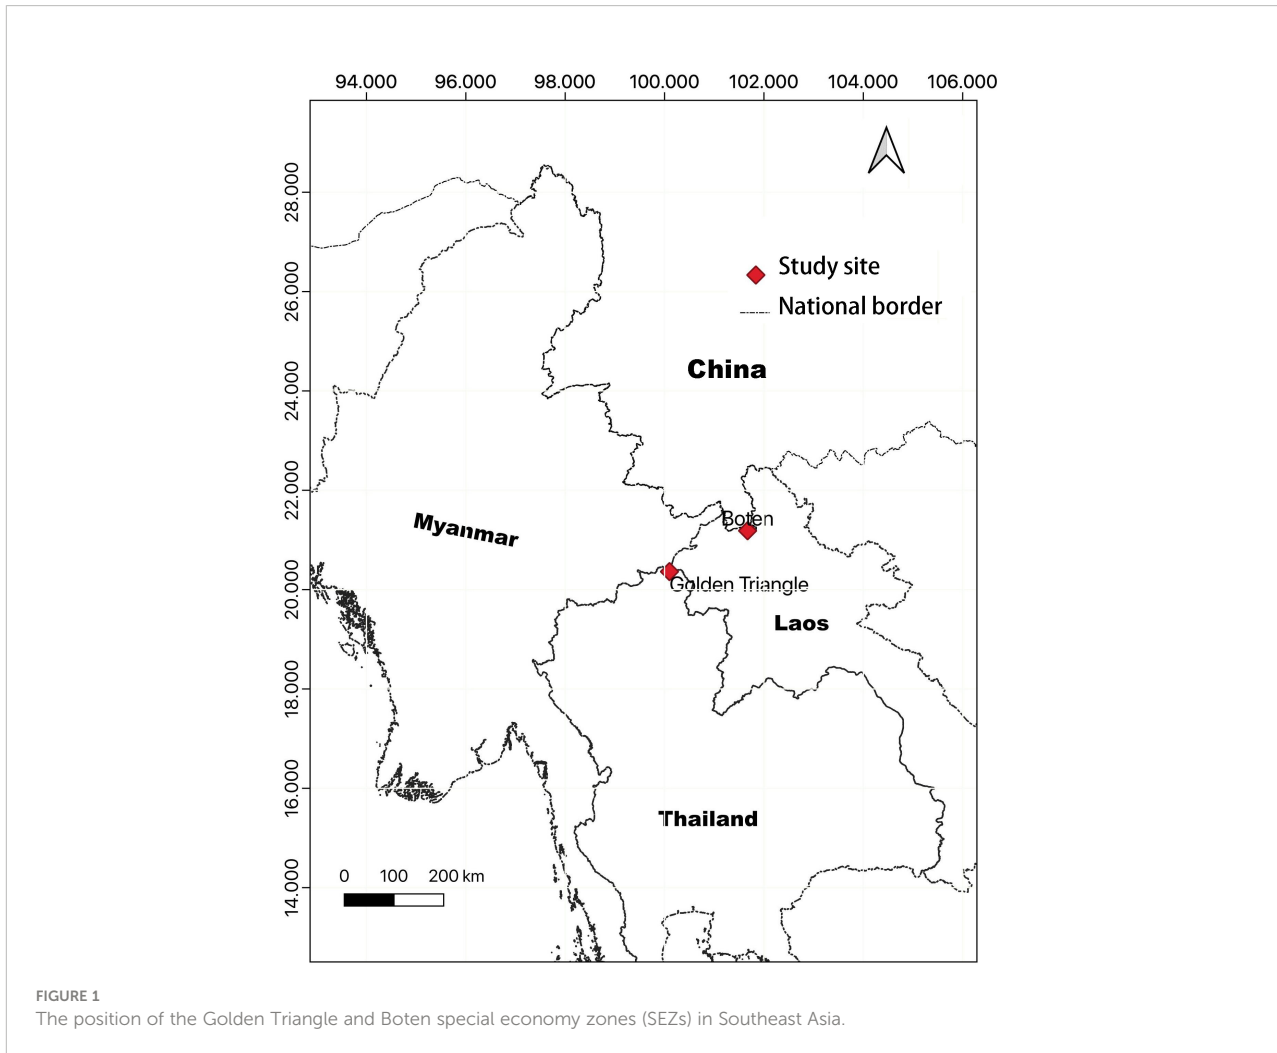 94.000 96.000 98.000 100.000 102.000 104.000 106.000
28.000
26.000
24.000
22.000
20.000
18.000
16.000
14.000
Study site
National border
China
Boten
Myanmar
Golden Triangle
Laos
Thailand
0 100 200 km
FIGURE 1
The position of the Golden Triangle and Boten special economy zones (SEZs) in Southeast Asia.